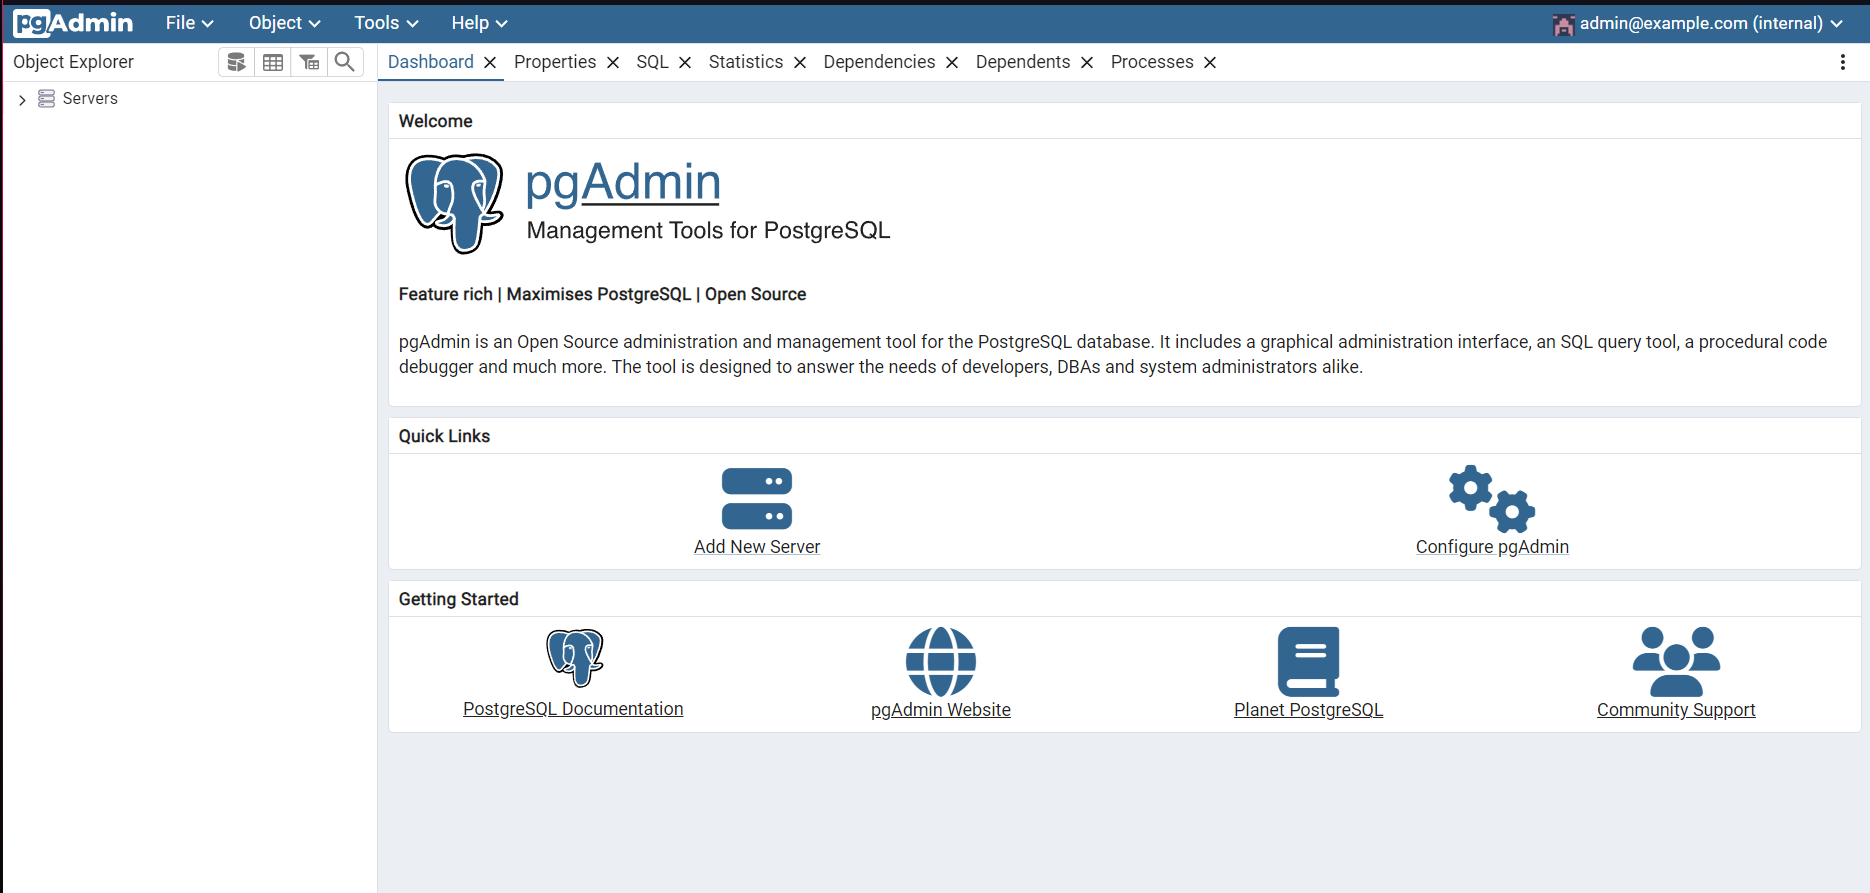 pgAdmin File Object Tools Help admin@example.com (internal)
Object Explorer Dashboard Properties SQL Statistics Dependencies Dependents Processes
Servers
Welcome
pgAdmin
Management Tools for PostgreSQL
Feature rich | Maximises PostgreSQL | Open Source
pgAdmin is an Open Source administration and management tool for the PostgreSQL database. It includes a graphical administration interface, an SQL query tool, a procedural code
debugger and much more. The tool is designed to answer the needs of developers, DBAs and system administrators alike.
Quick Links
Add New Server Configure pgAdmin
Getting Started
PostgreSQL Documentation pgAdmin Website Planet PostgreSQL Community Support